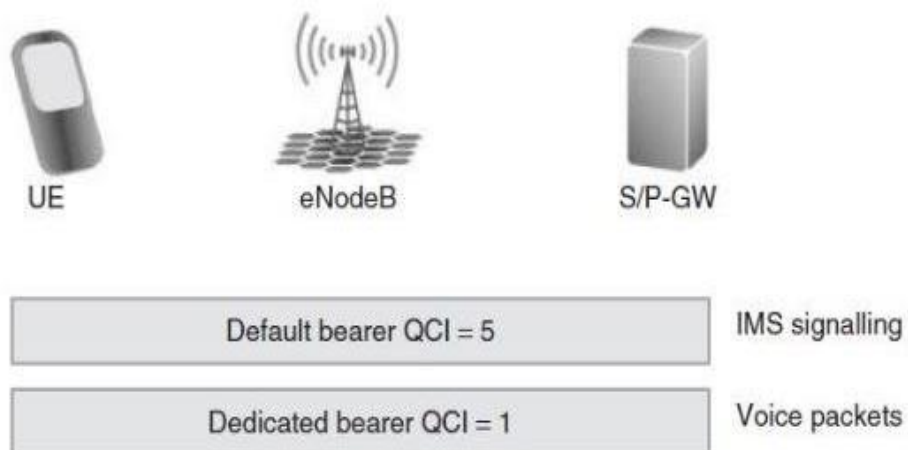 UE
eNodeB
S/P-GW
Default bearer QCI = 5
IMS signalling
Dedicated bearer QCI = 1
Voice packets